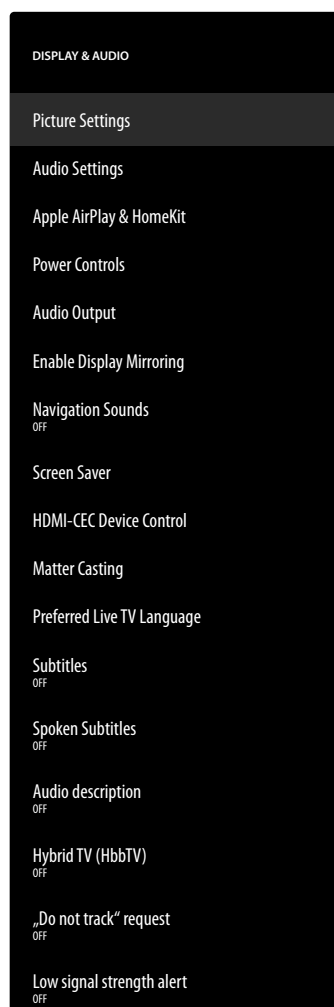 DISPLAY & AUDIO
Picture Settings
Audio Settings
Apple AirPlay & HomeKit
Power Controls
Audio Output
Enable Display Mirroring
Navigation Sounds
OFF
Screen Saver
HDMI-CEC Device Control
Matter Casting
Preferred Live TV Language
Subtitles
OFF
Spoken Subtitles
OFF
Audio description
OFF
Hybrid TV (HbbTV)
OFF
„Do not track“ request
OFF
Low signal strength alert
OFF